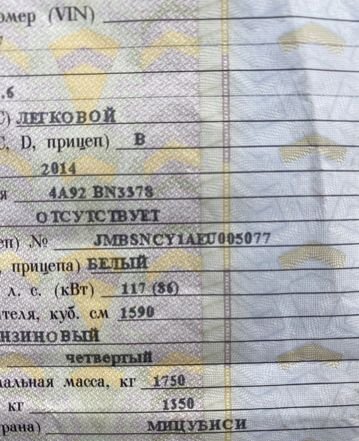 омер (VIN)
.6
C) ЛЕГКОВОЙ
C, D, прицеп) B
2014
я 4A92 BN3378
ОТСУТСТВУЕТ
еп) № JMBSNCY1AEU005077
, прицепа) БЕЛЫЙ
л. с. (кВт) 117 (86)
ателя, куб. см 1590
НЗИНОВЫЙ
четвертый
альная масса, кг 1750
кг 1350
рана) МИЦУБИСИ